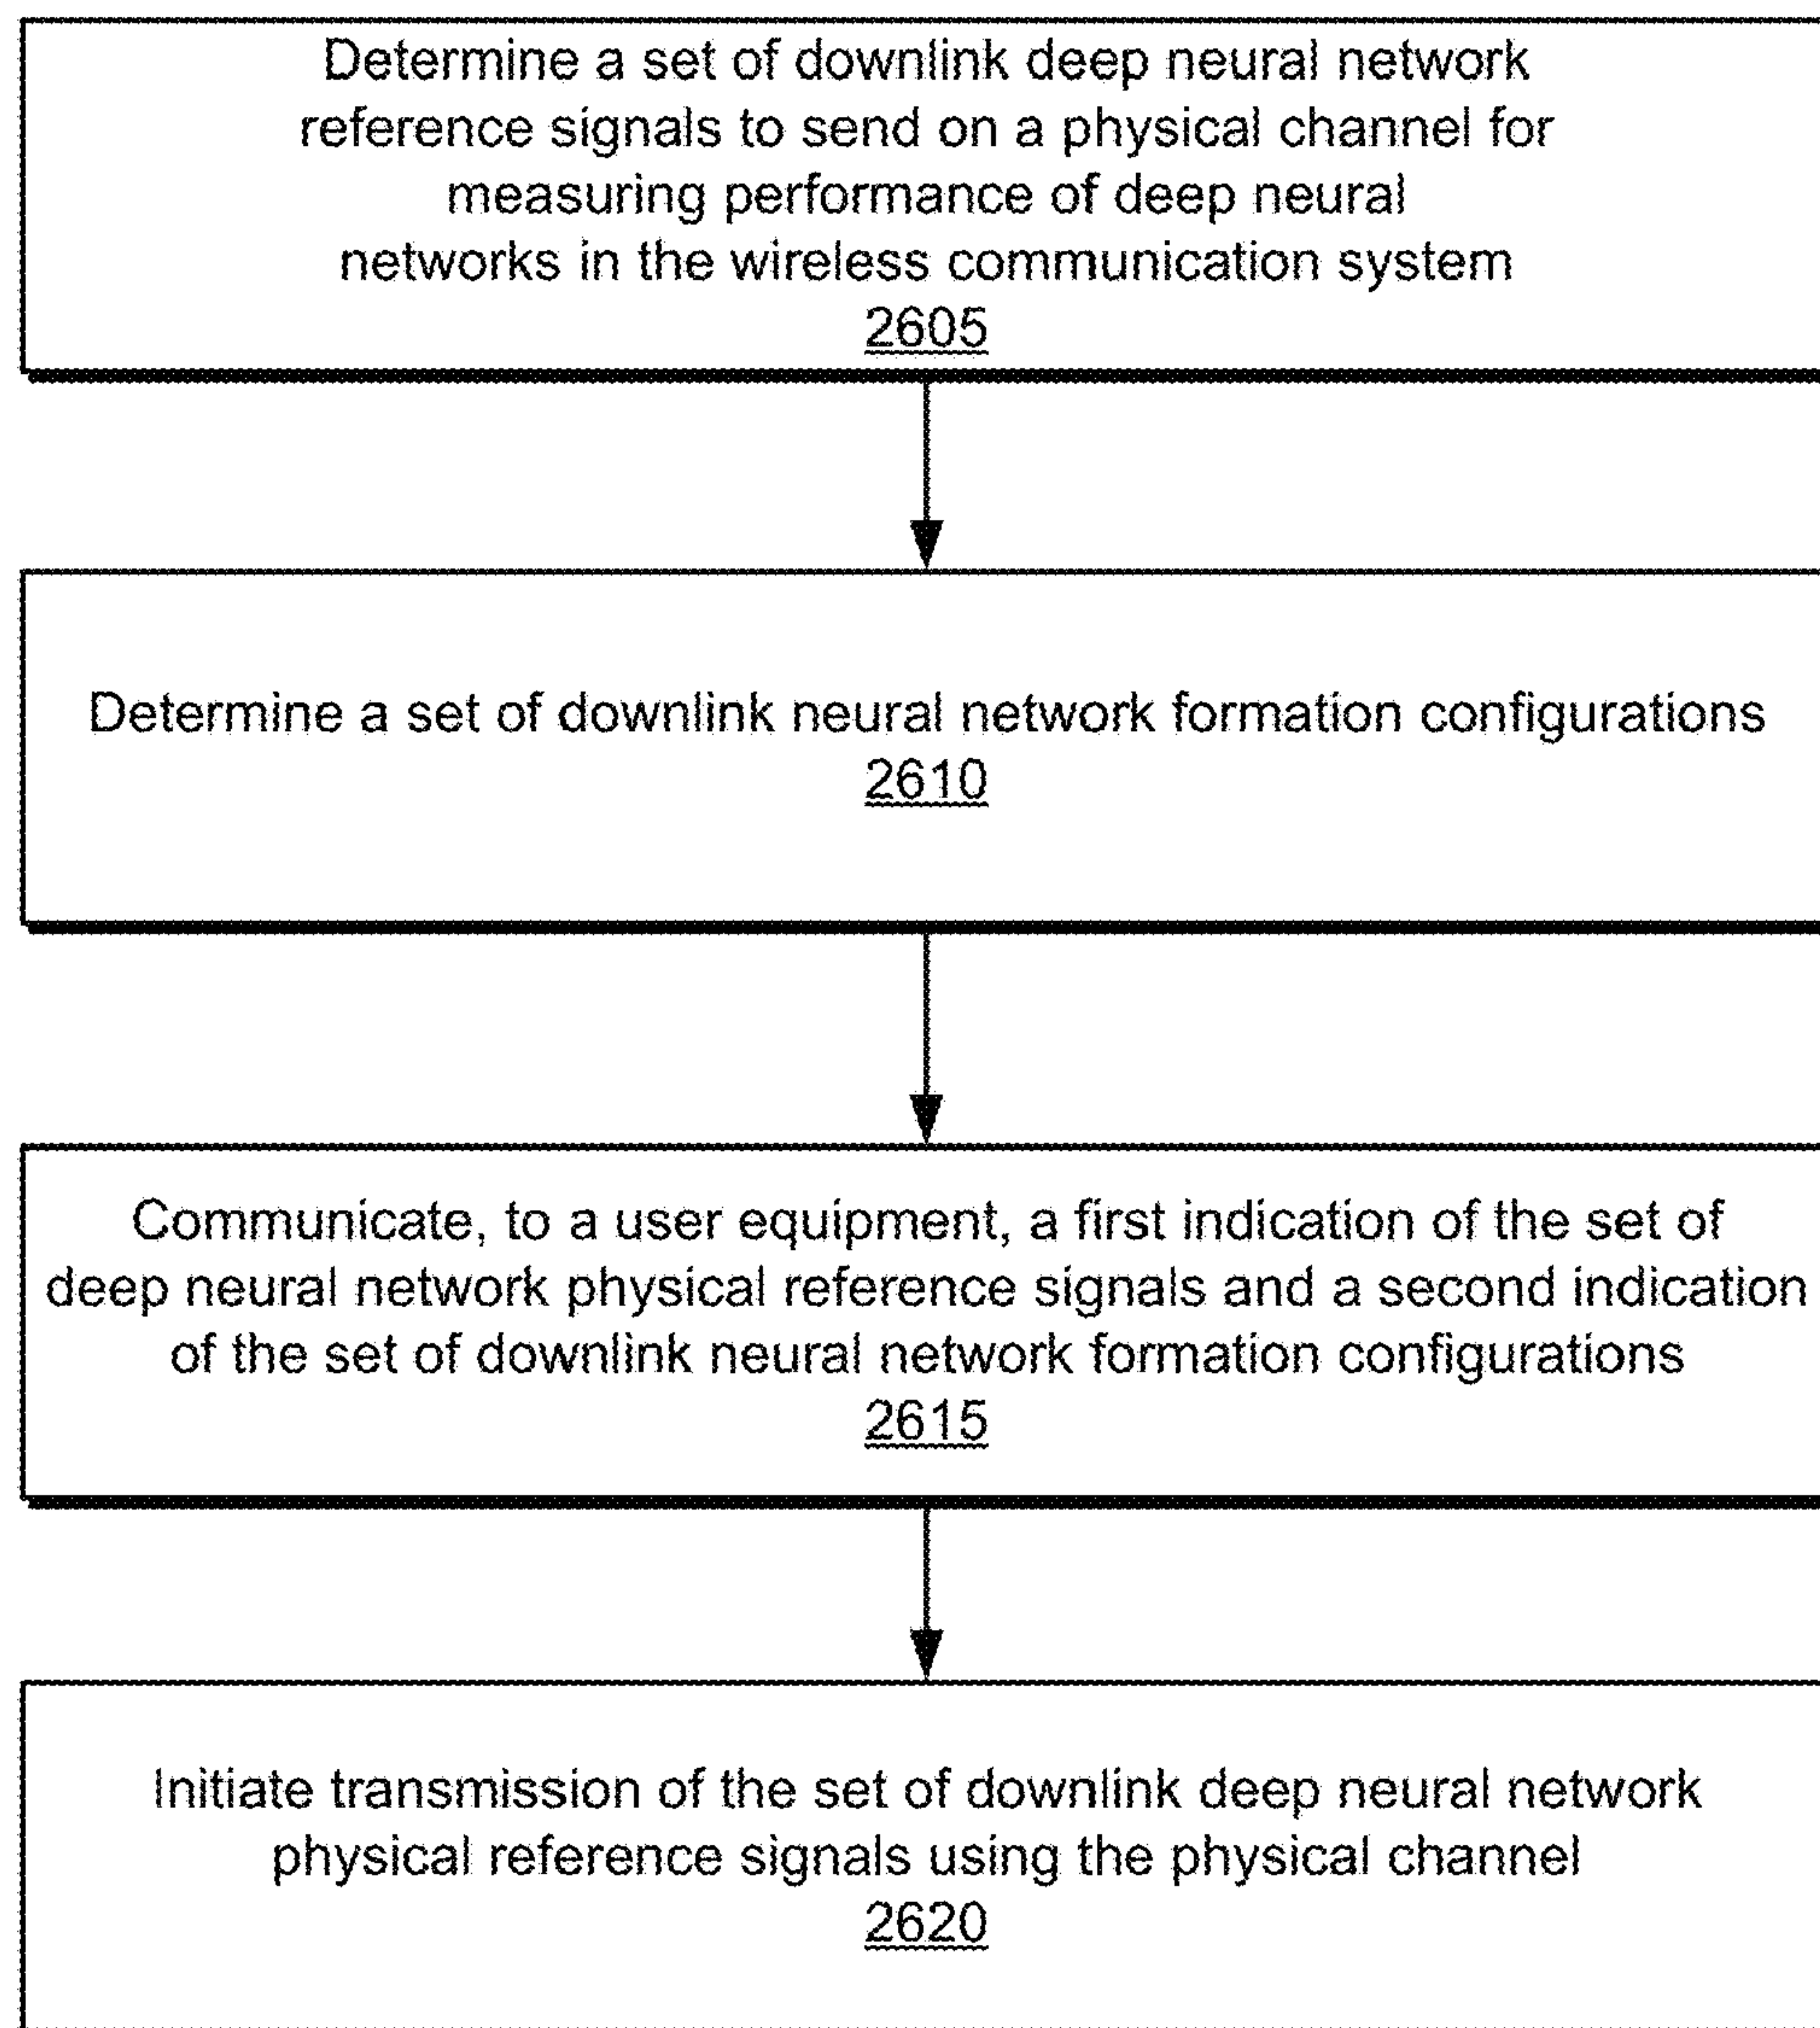 Determine a set of downlink deep neural network
reference signals to send on a physical channel for
measuring performance of deep neural
networks in the wireless communication system
2605
Determine a set of downlink neural network formation configurations
2610
Communicate, to a user equipment, a first indication of the set of
deep neural network physical reference signals and a second indication
of the set of downlink neural network formation configurations
2615
Initiate transmission of the set of downlink deep neural network
physical reference signals using the physical channel
2620